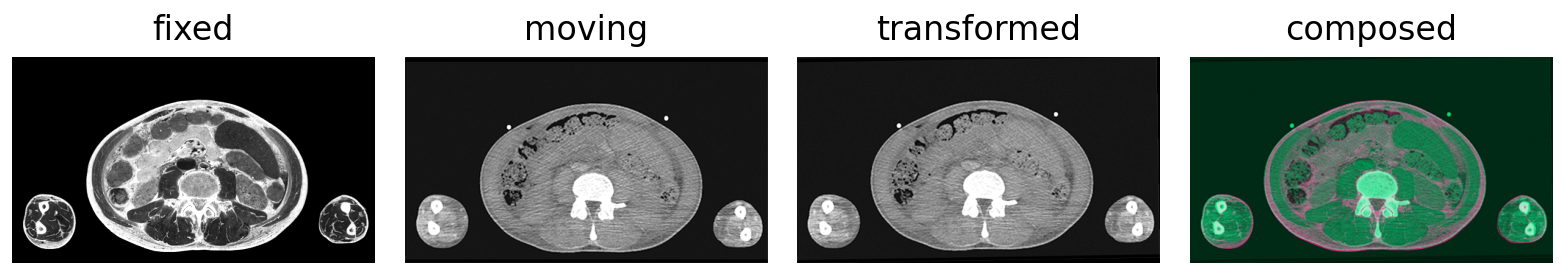 fixed
moving
transformed
composed